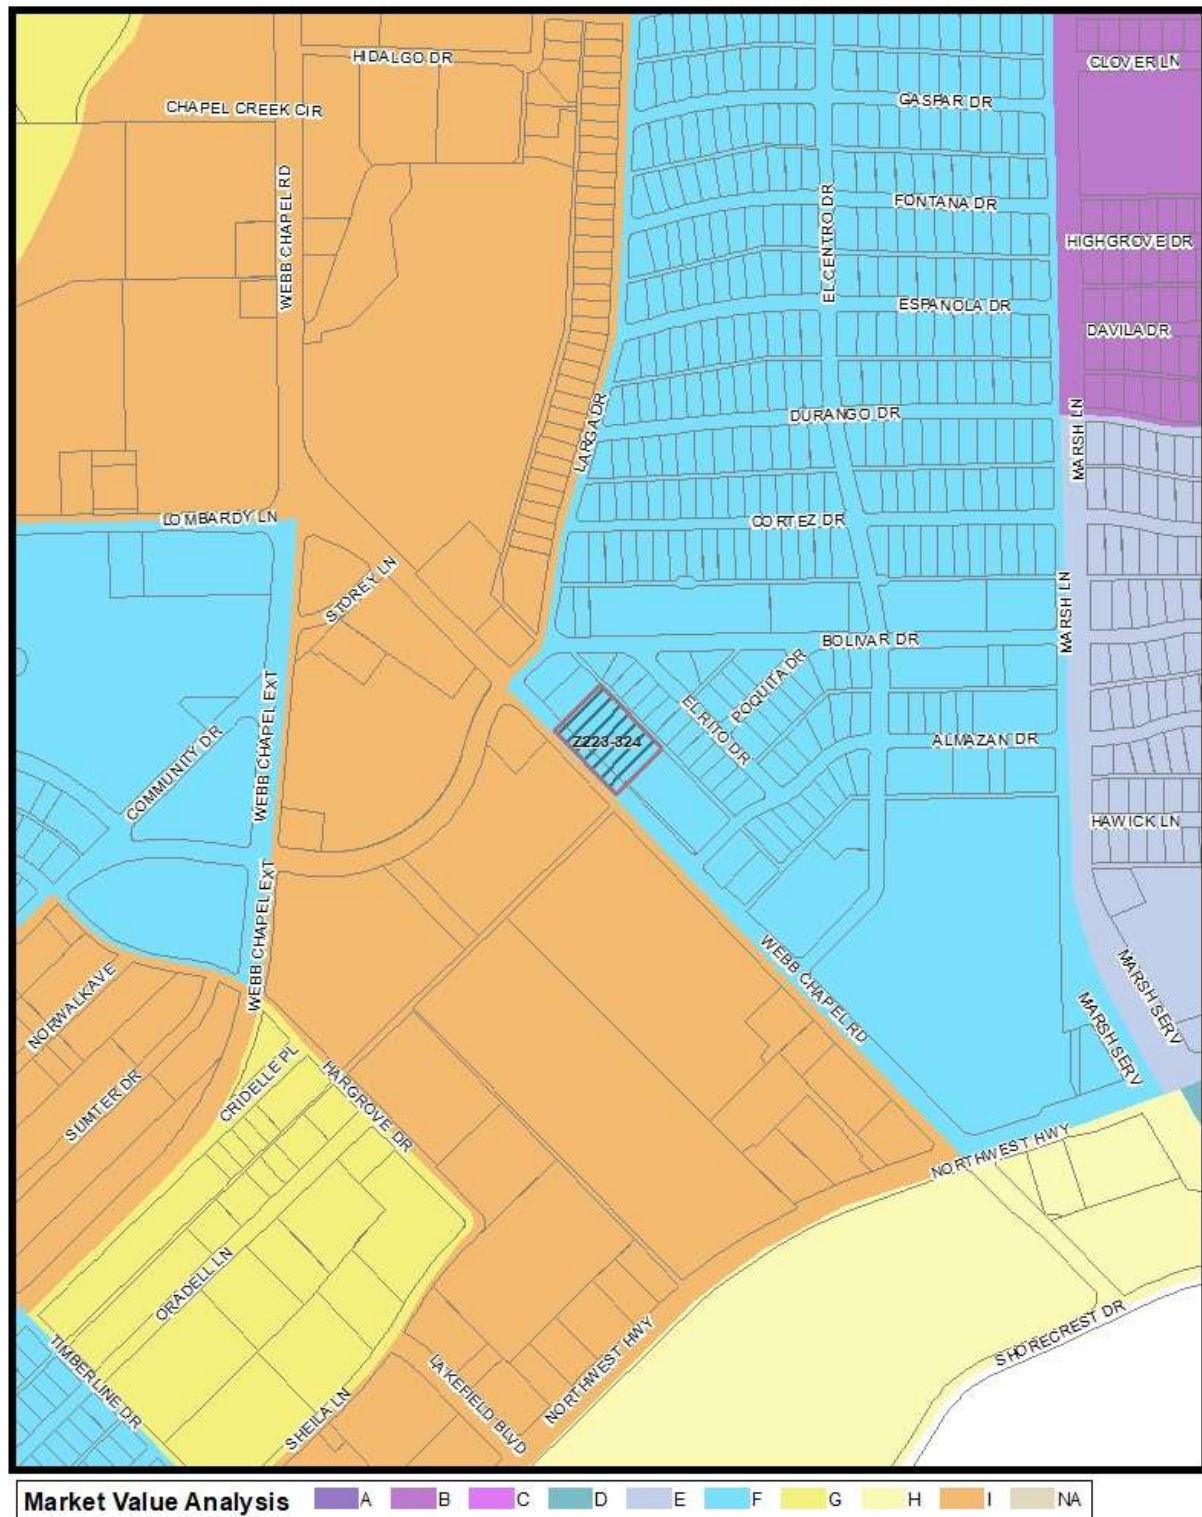 HIDALGO DR
CLOVER LN
CHAPEL CREEK CIR
GASPAR DR
WEBB CHAPEL RD
FONTANA DR
EL CENTRO DR
HIGHGROVE DR
ESPANOLA DR
DAVILA DR
LARGA DR
DURANGO DR
MARSH LN
LOMBARDY LN
CORTEZ DR
STOREY LN
MARSH LN
BOLIVAR DR
POQUITA DR
EL RITO DR
WEBB CHAPEL EXT
COMMUNITY DR
Z223-324
ALMAZAN DR
HAWICK LN
WEBB CHAPEL EXT
WEBB CHAPEL RD
MARSH SERV
MARSH SERV
NORWALK AVE
CRIDELLE PL
HARGROVE DR
SUMTER DR
NORTHWEST HWY
ORADELL LN
SHORECREST DR
TIMBERLINE DR
LAKEFIELD BLVD
NORTHWEST HWY
SHEILA LN
Market Value Analysis A B C D E F G H I NA